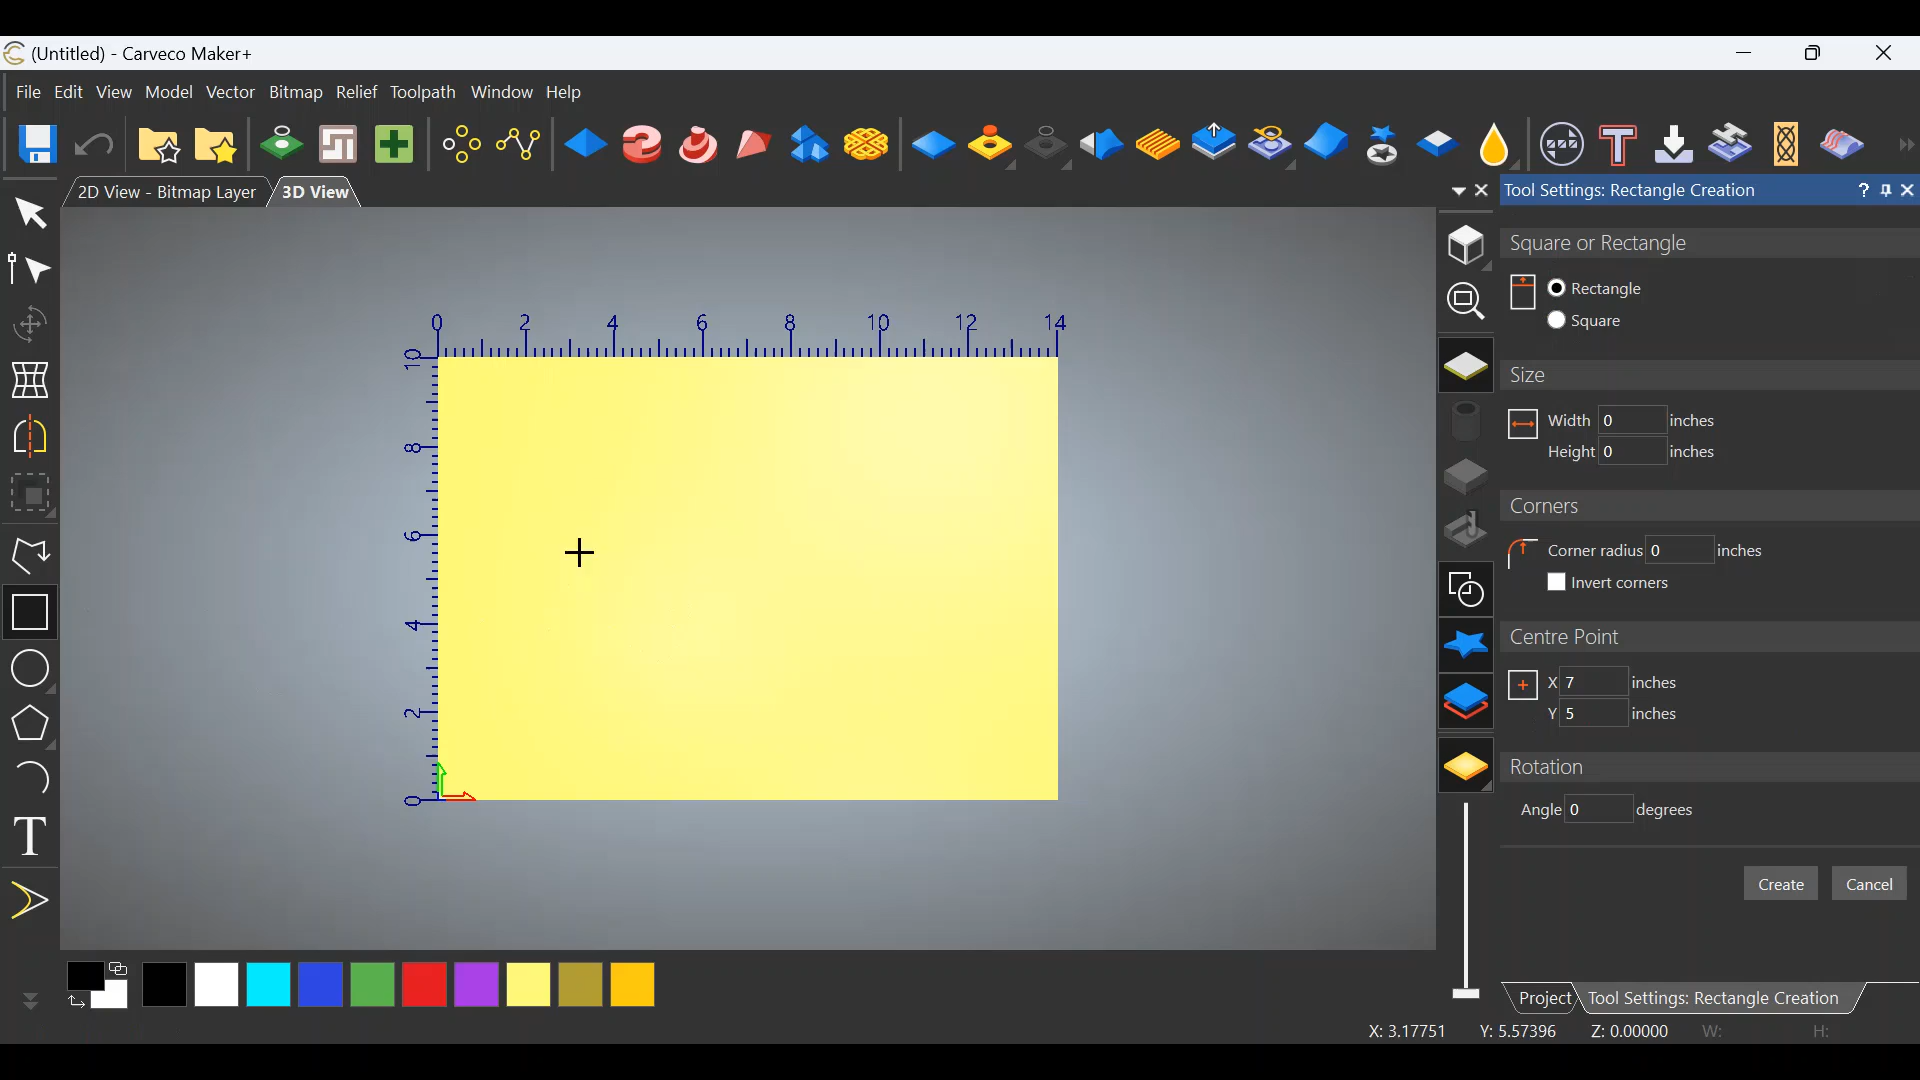 (Untitled) - Carveco Maker+
File Edit View Model Vector Bitmap Relief Toolpath Window Help
2D View - Bitmap Layer 3D View
Tool Settings: Rectangle Creation ?
Square or Rectangle
Rectangle
Square
0 2 4 6 8 10 12 14
10
8
6
4
2
0
Size
Width 0 inches
Height 0 inches
Corners
Corner radius 0 inches
Invert corners
Centre Point
X 7 inches
Y 5 inches
Rotation
Angle 0 degrees
Create Cancel
T
Project Tool Settings: Rectangle Creation
X: 3.17751 Y: 5.57396 Z: 0.00000 W: H: